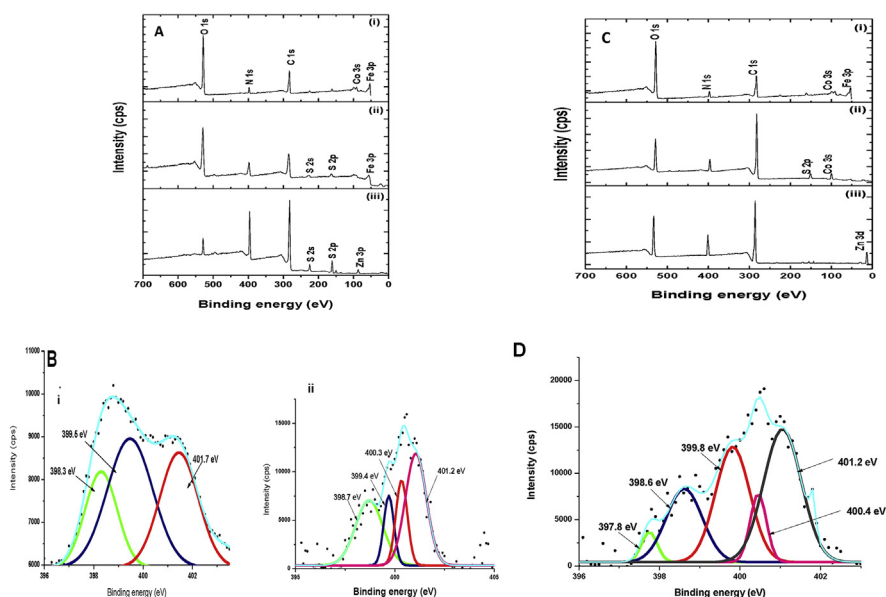 A
(i)
O 1s
N 1s
C 1s
Co 3s
Fe 3p
(ii)
S 2s
S 2p
Fe 3p
(iii)
S 2s
S 2p
Zn 3p
Intensity (cps)
700 600 500 400 300 200 100 0
Binding energy (eV)
C
(i)
O 1s
N 1s
C 1s
Co 3s
Fe 3p
(ii)
S 2p
Co 3s
(iii)
Zn 3d
Intensity (cps)
700 600 500 400 300 200 100 0
Binding energy (eV)
B
i
11000
10000
9000
8000
7000
6000
Intensity (cps)
399.5 eV
398.3 eV
401.7 eV
396 398 400 402
Binding energy (eV)
ii
15000
10000
5000
0
Intensity (cps)
400.3 eV
399.4 eV
398.7 eV
401.2 eV
395 400 405
Binding energy (eV)
D
20000
15000
10000
5000
0
Intensity (cps)
399.8 eV
398.6 eV
397.8 eV
401.2 eV
400.4 eV
396 398 400 402
Binding energy (eV)